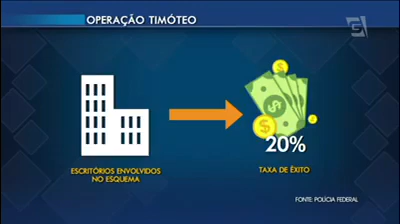 OPERAÇÃO TIMÓTEO
20%
ESCRITÓRIOS ENVOLVIDOS
NO ESQUEMA
TAXA DE ÊXITO
FONTE: POLÍCIA FEDERAL